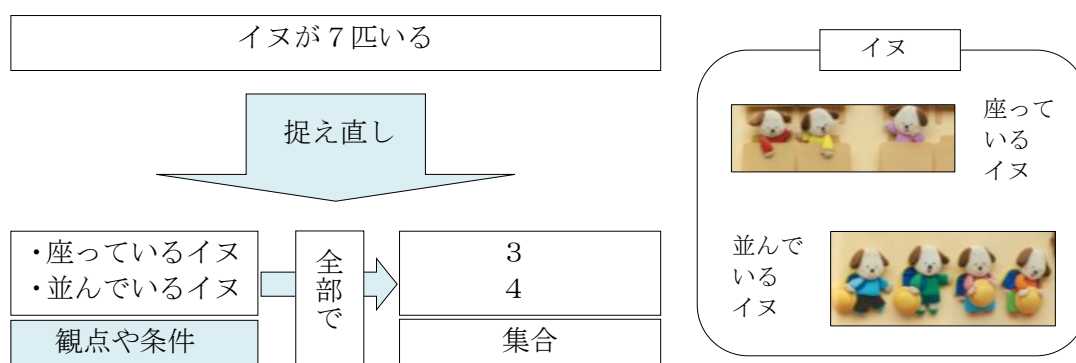 イヌが７匹いる
捉え直し
・座っているイヌ
・並んでいるイヌ
観点や条件
全部で
３
４
集合
イヌ
座って
いる
イヌ
並んで
いる
イヌ